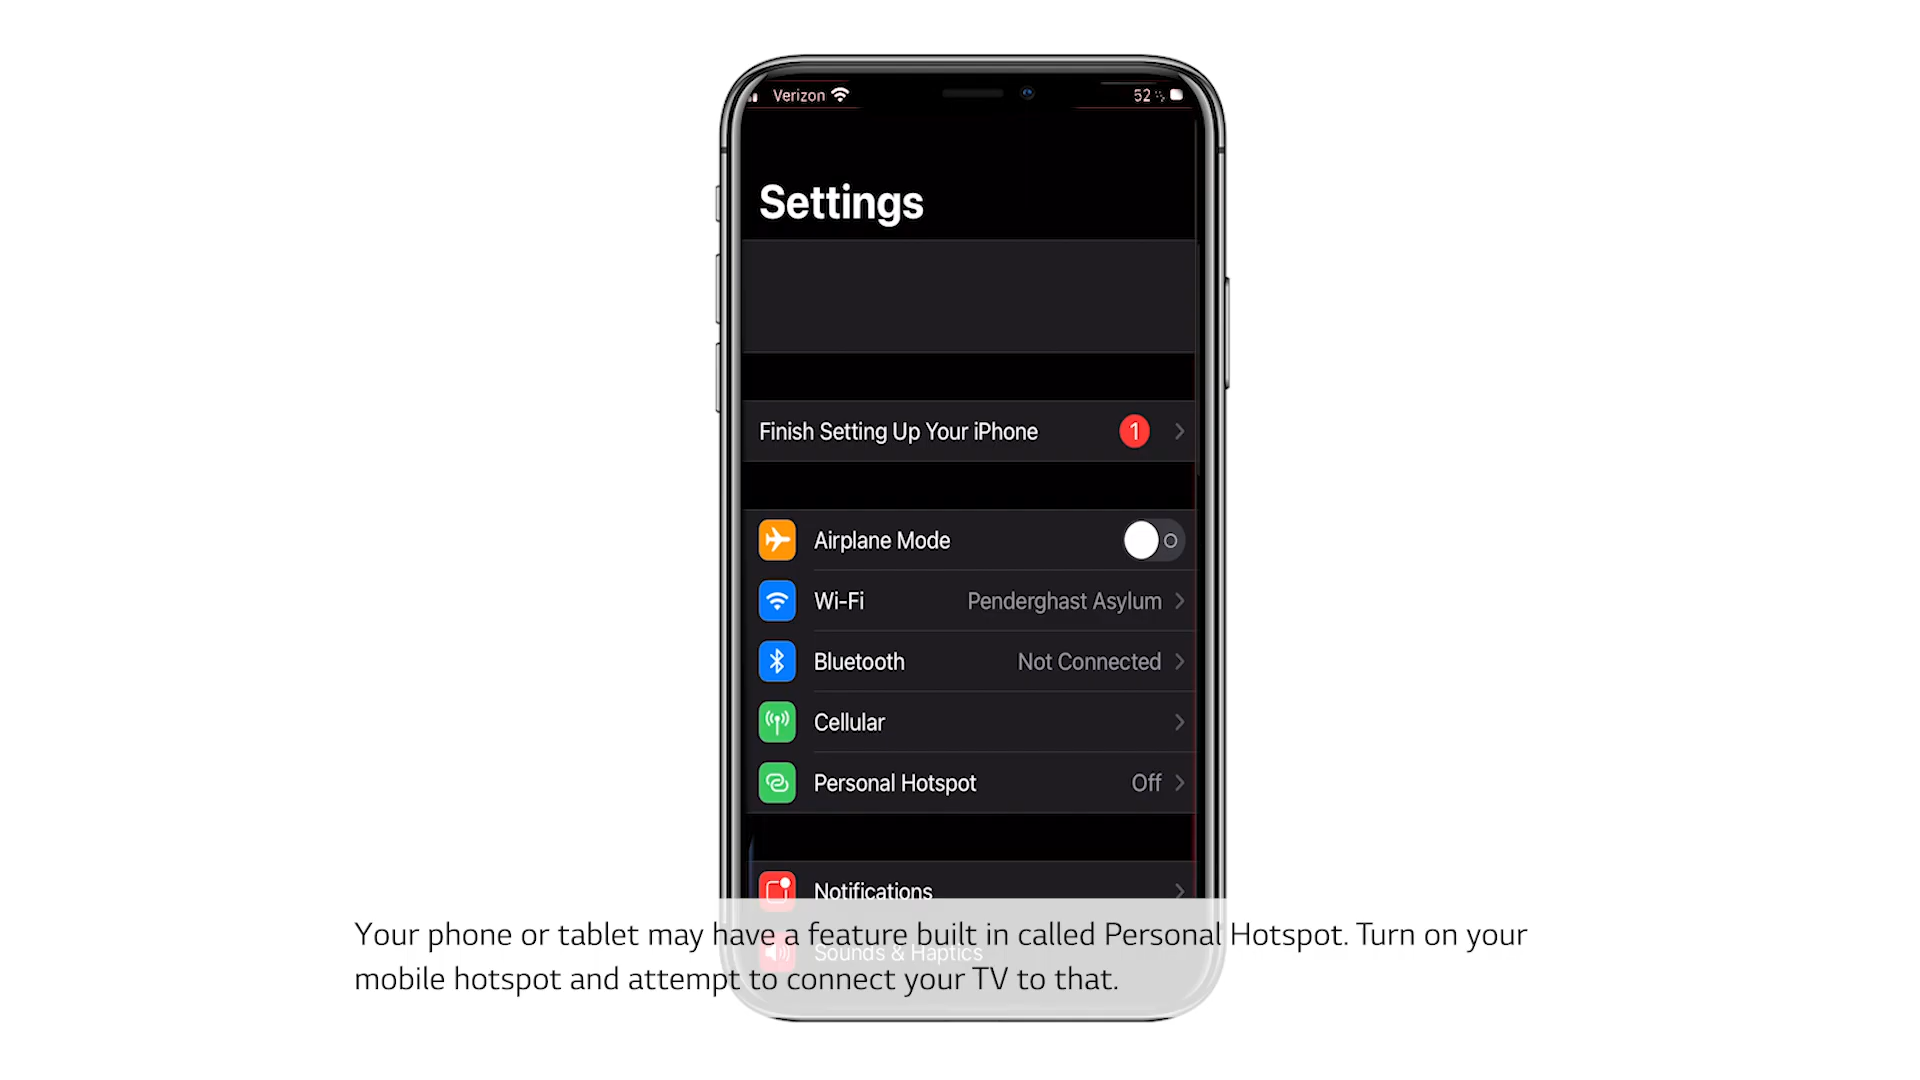 Verizon 52
Settings
Finish Setting Up Your iPhone 1
Airplane Mode
Wi-Fi Penderghast Asylum
Bluetooth Not Connected
Cellular
Personal Hotspot Off
Notifications
Sounds & Haptics
Your phone or tablet may have a feature built in called Personal Hotspot. Turn on your
mobile hotspot and attempt to connect your TV to that.